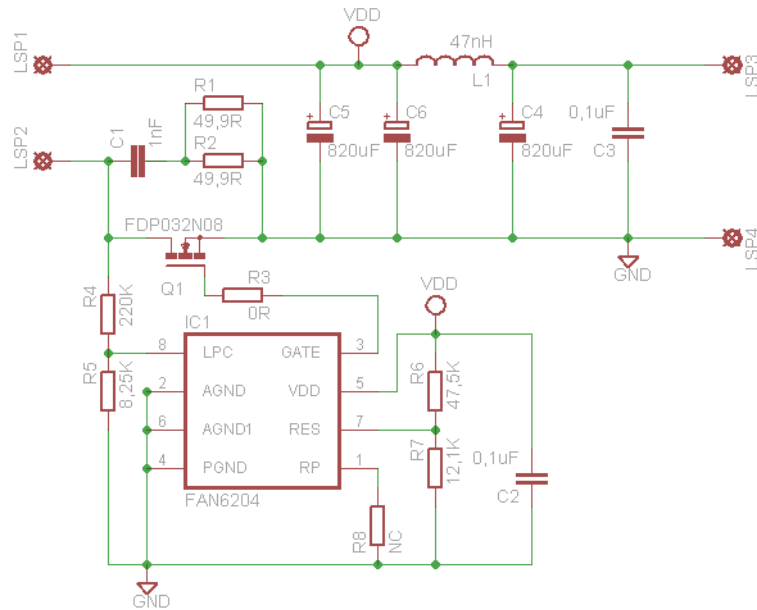 VDD
LSP1
47nH
L1
LSP3
R1
49,9R
C1
1nF
R2
49,9R
C5
820uF
C6
820uF
C4
820uF
0,1uF
C3
LSP2
FDP032N08
Q1
LSP4
GND
R3
0R
VDD
R4
220K
IC1
8
LPC
GATE
3
R5
8,25K
2
AGND
VDD
5
R6
47,5K
6
AGND1
RES
7
R7
12,1K
4
PGND
RP
1
0,1uF
C2
FAN6204
R8
NC
GND